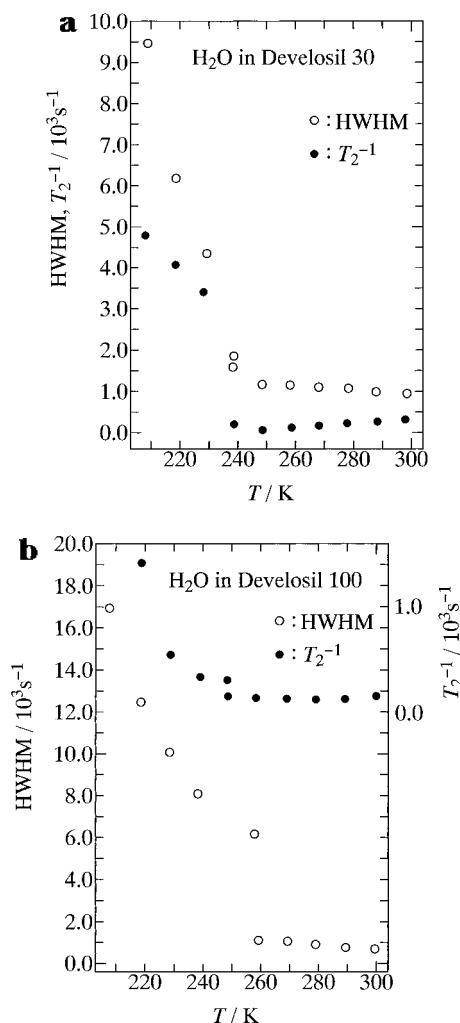 a
H₂O in Develosil 30
○ : HWHM
● : T₂⁻¹
HWHM, T₂⁻¹ / 10³s⁻¹
10.0
9.0
8.0
7.0
6.0
5.0
4.0
3.0
2.0
1.0
0.0
220 240 260 280 300
T / K
b
H₂O in Develosil 100
○ : HWHM
● : T₂⁻¹
HWHM / 10³s⁻¹
20.0
18.0
16.0
14.0
12.0
10.0
8.0
6.0
4.0
2.0
0.0
1.0
0.0
T₂⁻¹ / 10³s⁻¹
220 240 260 280 300
T / K